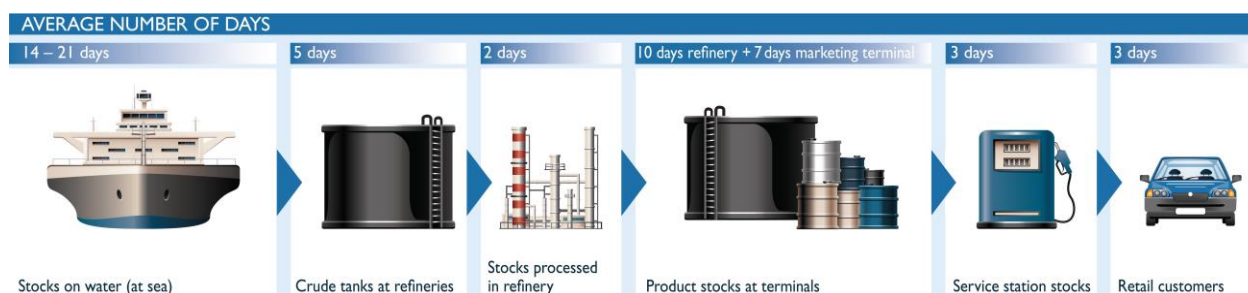 AVERAGE NUMBER OF DAYS
14 – 21 days
5 days
2 days
10 days refinery + 7 days marketing terminal
3 days
3 days
Stocks on water (at sea)
Crude tanks at refineries
Stocks processed
in refinery
Product stocks at terminals
Service station stocks
Retail customers